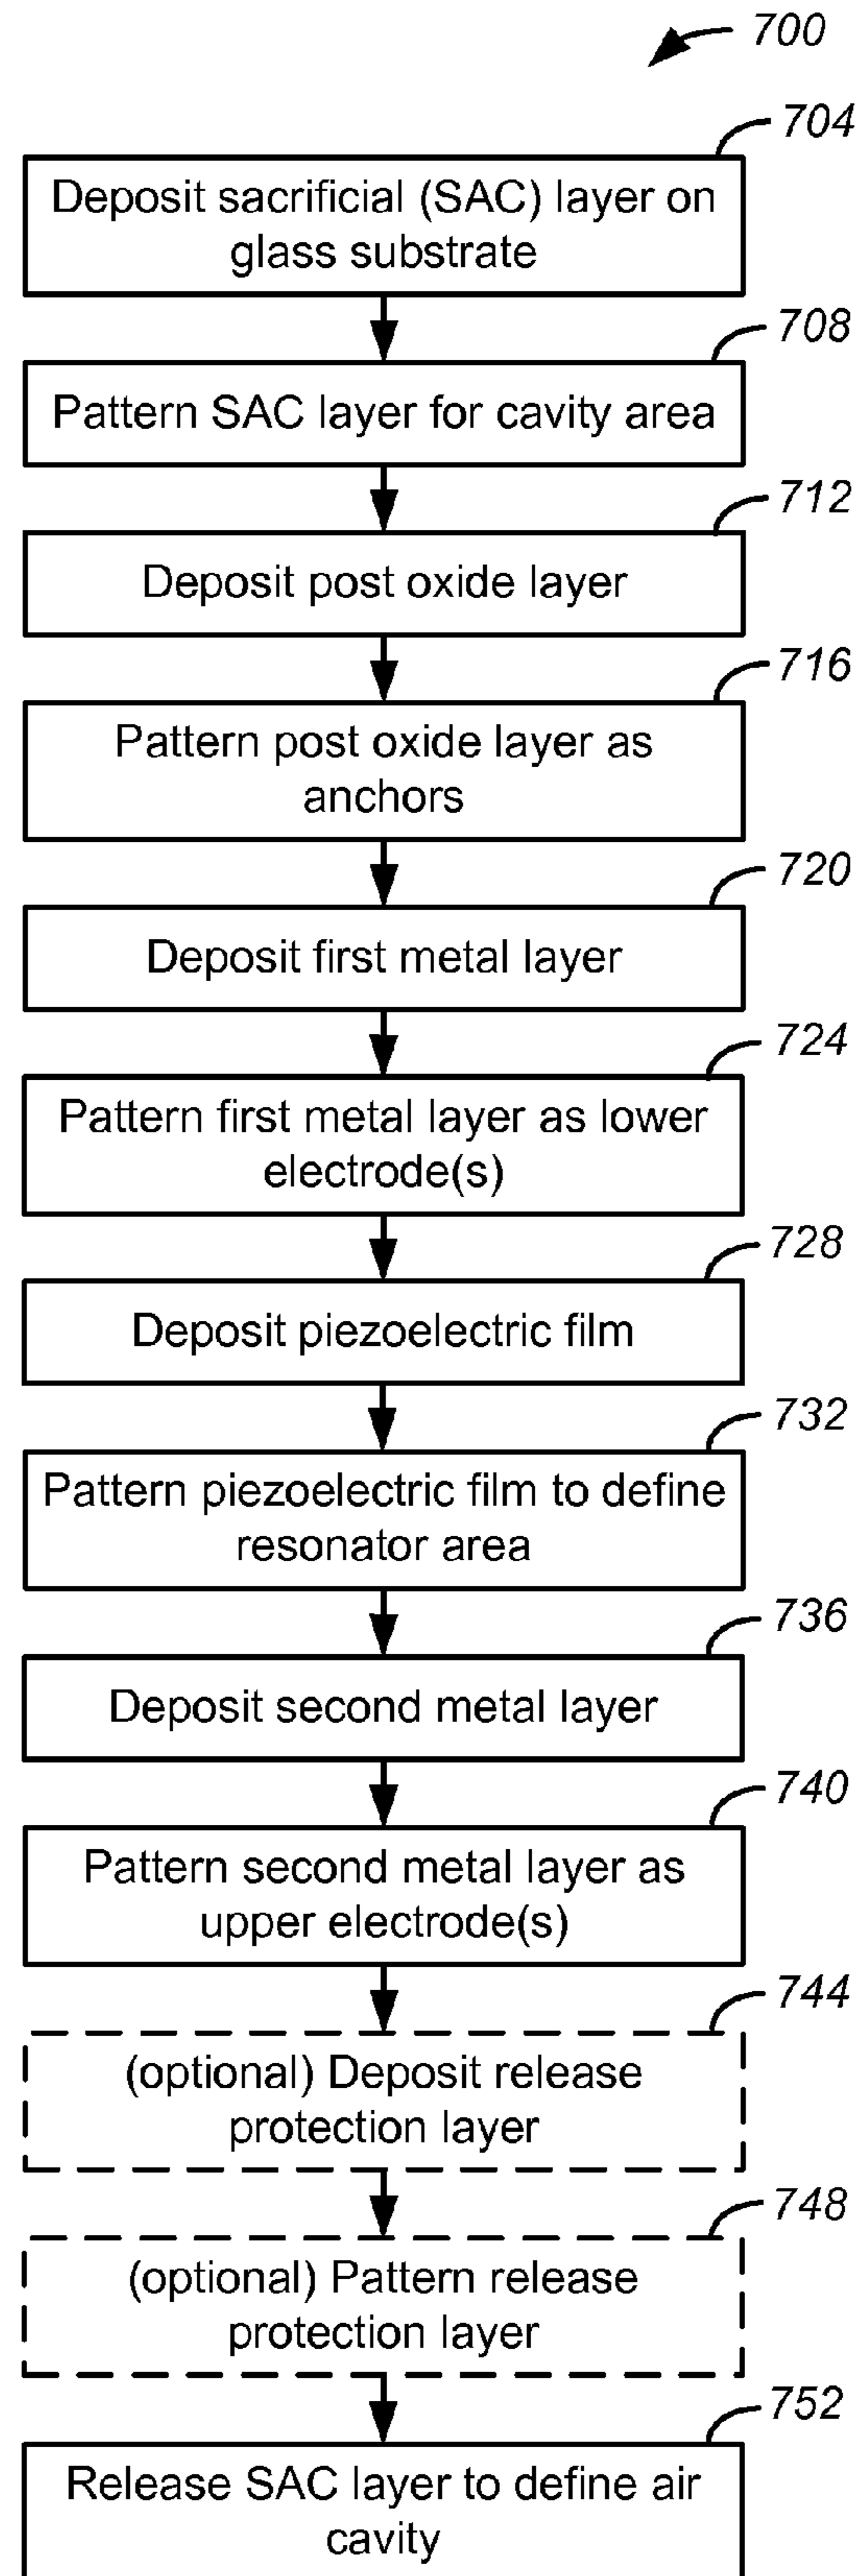 700
704
Deposit sacrificial (SAC) layer on
glass substrate
708
Pattern SAC layer for cavity area
712
Deposit post oxide layer
716
Pattern post oxide layer as
anchors
720
Deposit first metal layer
724
Pattern first metal layer as lower
electrode(s)
728
Deposit piezoelectric film
732
Pattern piezoelectric film to define
resonator area
736
Deposit second metal layer
740
Pattern second metal layer as
upper electrode(s)
744
(optional) Deposit release
protection layer
748
(optional) Pattern release
protection layer
752
Release SAC layer to define air
cavity